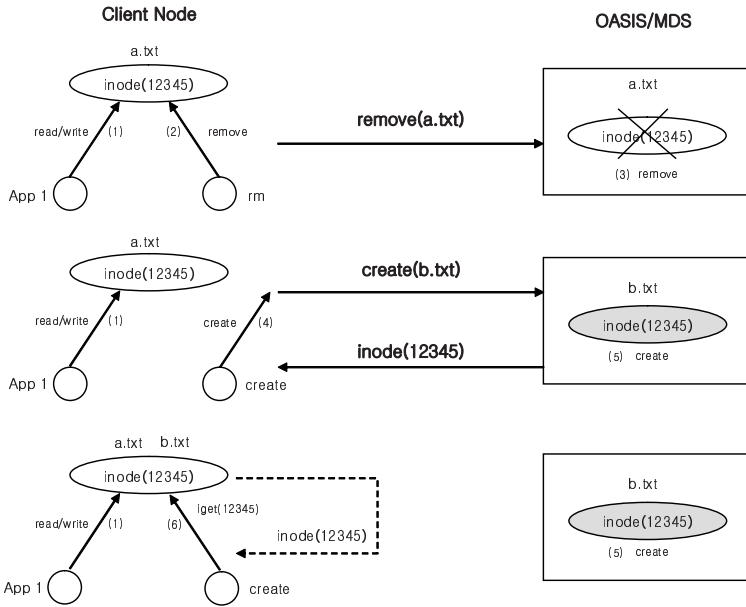 Client Node
OASIS/MDS
a.txt
inode(12345)
read/write (1) (2) remove
App 1
rm
remove(a.txt)
a.txt
inode(12345)
(3) remove
a.txt
inode(12345)
read/write (1) create (4)
App 1
create
create(b.txt)
inode(12345)
b.txt
inode(12345)
(5) create
a.txt b.txt
inode(12345)
read/write (1) (6) iget(12345)
inode(12345)
App 1
create
b.txt
inode(12345)
(5) create